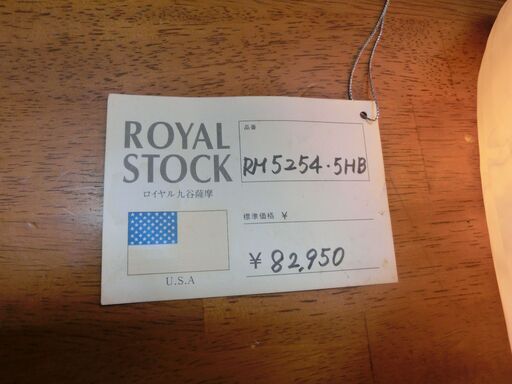 ROYAL
STOCK
ロイヤル九谷薩摩
U.S.A
品番
RM5254.5HB
標準価格 ¥
¥82,950